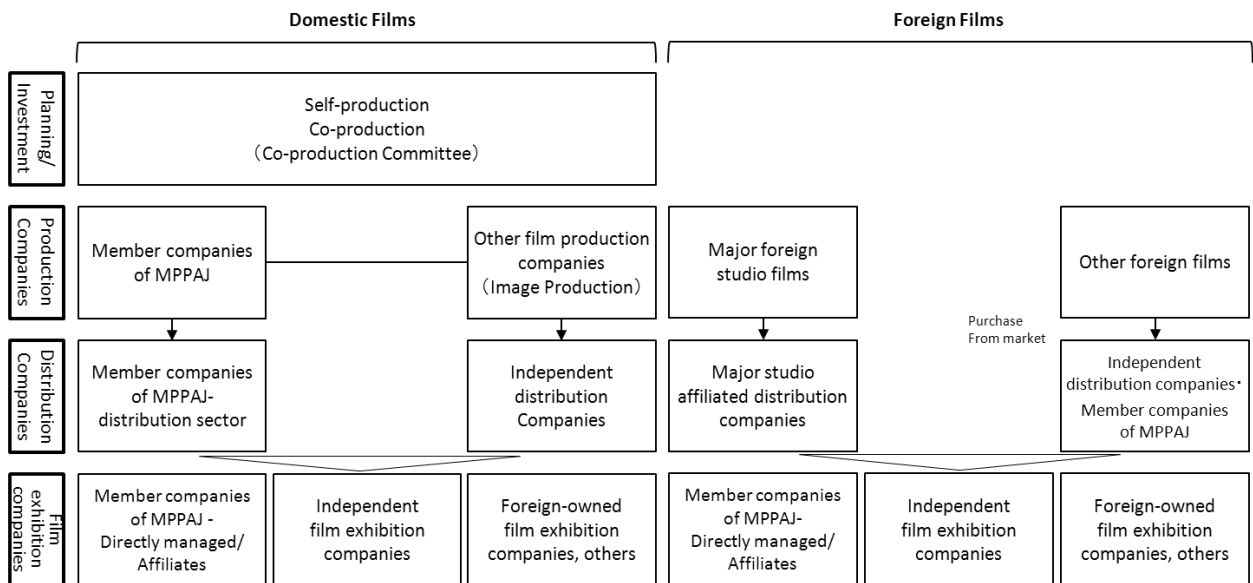 Domestic Films
Foreign Films
Planning/
Investment
Self-production
Co-production
（Co-production Committee）
Production
Companies
Member companies
of MPPAJ
Other film production
companies
（Image Production）
Major foreign
studio films
Other foreign films
Purchase
From market
Distribution
Companies
Member companies
of MPPAJ-
distribution sector
Independent
distribution
Companies
Major studio
affiliated distribution
companies
Independent
distribution companies・
Member companies
of MPPAJ
Film
exhibition
companies
Member companies
of MPPAJ -
Directly managed/
Affiliates
Independent
film exhibition
companies
Foreign-owned
film exhibition
companies, others
Member companies
of MPPAJ-
Directly managed/
Affiliates
Independent
film exhibition
companies
Foreign-owned
film exhibition
companies, others